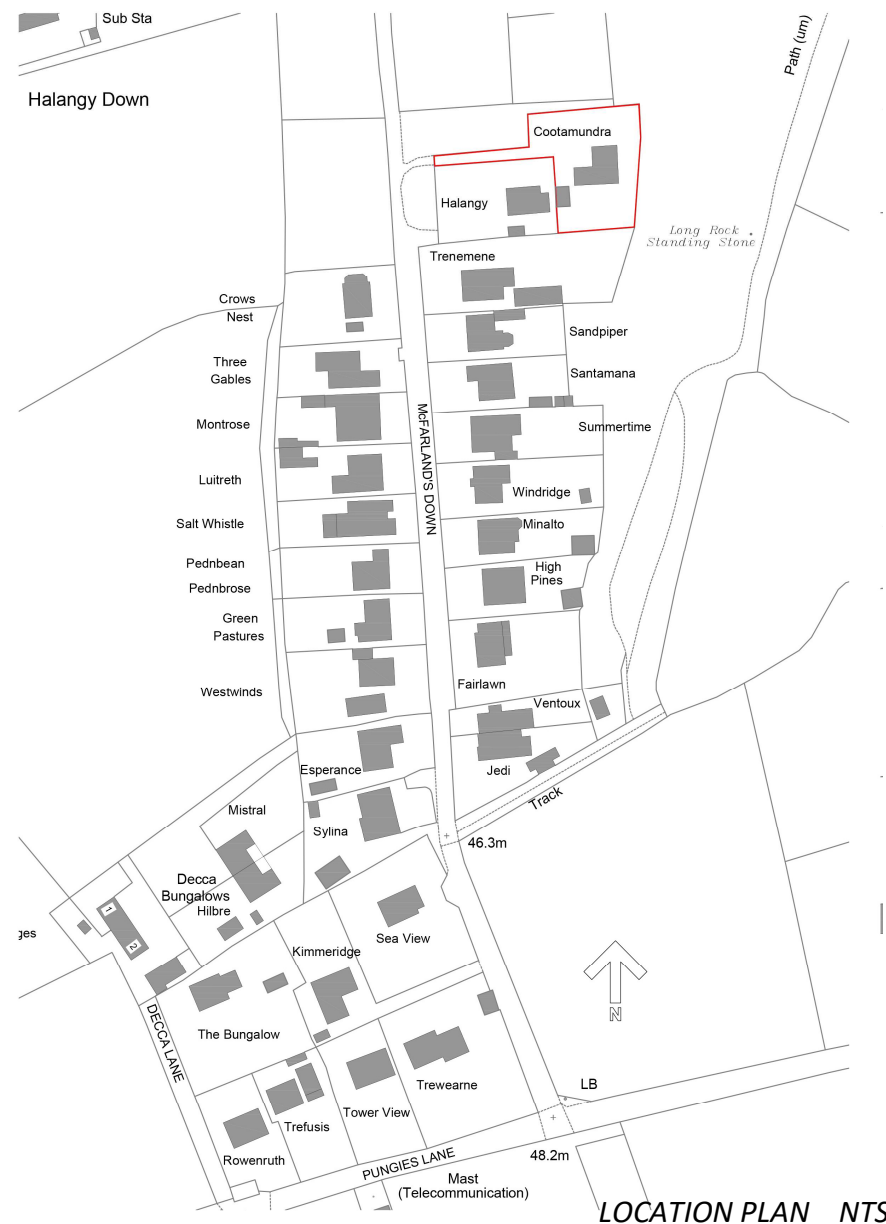 Sub Sta
Path (um)
Halangy Down
Cootamundra
Halangy
Long Rock
Standing Stone
Trenemene
Crows
Nest
Sandpiper
Three
Gables
Santamana
McFARLAND'S DOWN
Montrose
Summertime
Luitreth
Windridge
Salt Whistle
Minalto
Pednbean
High
Pines
Pednbrose
Green
Pastures
Westwinds
Fairlawn
Ventoux
Esperance
Jedi
Track
Mistral
Sylina
46.3m
Decca
Bungalows
Hilbre
1
2
ges
Sea View
Kimmeridge
N
DECCA LANE
The Bungalow
Trewearne
LB
Tower View
Trefusis
Rowenruth
PUNGIES LANE
48.2m
Mast
(Telecommunication)
LOCATION PLAN NTS